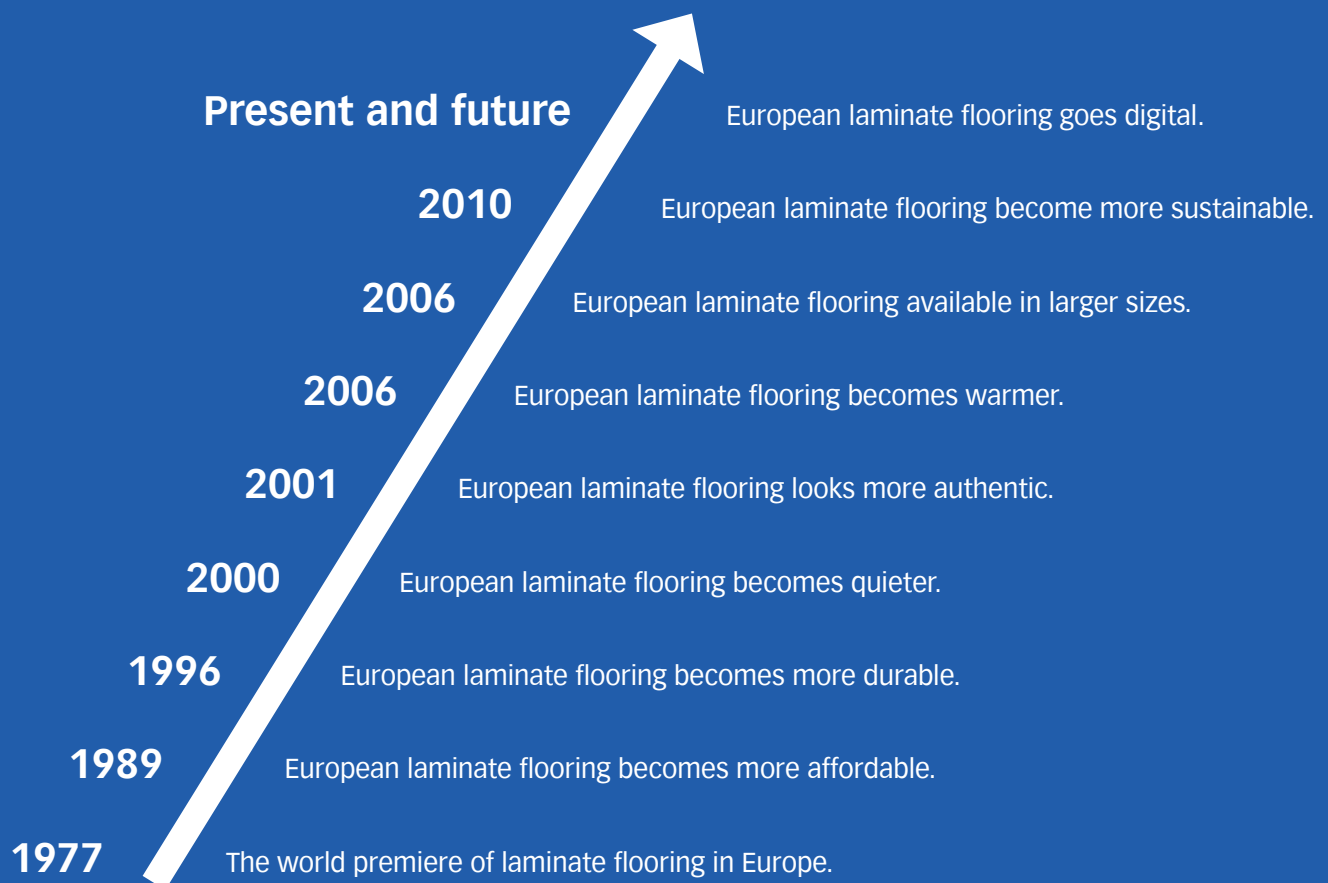 Present and future European laminate flooring goes digital.
2010 European laminate flooring become more sustainable.
2006 European laminate flooring available in larger sizes.
2006 European laminate flooring becomes warmer.
2001 European laminate flooring looks more authentic.
2000 European laminate flooring becomes quieter.
1996 European laminate flooring becomes more durable.
1989 European laminate flooring becomes more affordable.
1977 The world premiere of laminate flooring in Europe.